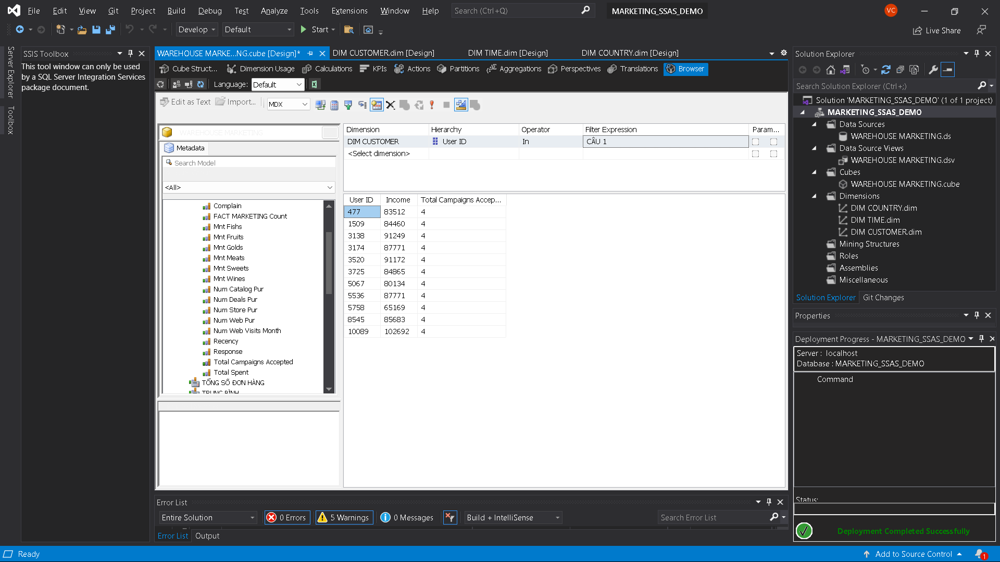 File Edit View Git Project Build Debug Test Analyze Tools Extensions Window Help Search (Ctrl+Q) MARKETING_SSAS_DEMO VC
Develop Default Start Live Share
Server Explorer
Toolbox
SSIS Toolbox
This tool window can only be used
by a SQL Server Integration Services
package document.
WAREHOUSE MARKE...NG.cube [Design]* DIM CUSTOMER.dim [Design] DIM TIME.dim [Design] DIM COUNTRY.dim [Design]
Cube Struct... Dimension Usage Calculations KPIs Actions Partitions Aggregations Perspectives Translations Browser
Language: Default
Edit as Text Import... MDX
WAREHOUSE MARKETING
Metadata
Search Model
<All>
Complain
FACT MARKETING Count
Mnt Fishs
Mnt Fruits
Mnt Golds
Mnt Meats
Mnt Sweets
Mnt Wines
Num Catalog Pur
Num Deals Pur
Num Store Pur
Num Web Pur
Num Web Visits Month
Recency
Response
Total Campaigns Accepted
Total Spent
TỔNG SỐ ĐƠN HÀNG
TRUNG BÌNH
Dimension Hierarchy Operator Filter Expression Param...
DIM CUSTOMER User ID In CÂU 1
<Select dimension>
User ID Income Total Campaigns Accep...
477 83512 4
1509 84460 4
3138 91249 4
3174 87771 4
3520 91172 4
3725 84865 4
5067 80134 4
5536 87771 4
5758 65169 4
8545 85683 4
10089 102692 4
Error List
Entire Solution 0 Errors 5 Warnings 0 Messages Build + IntelliSense Search Error List
Error List Output
Solution Explorer
Search Solution Explorer (Ctrl+;)
Solution 'MARKETING_SSAS_DEMO' (1 of 1 project)
MARKETING_SSAS_DEMO
Data Sources
WAREHOUSE MARKETING.ds
Data Source Views
WAREHOUSE MARKETING.dsv
Cubes
WAREHOUSE MARKETING.cube
Dimensions
DIM COUNTRY.dim
DIM TIME.dim
DIM CUSTOMER.dim
Mining Structures
Roles
Assemblies
Miscellaneous
Solution Explorer Git Changes
Properties
Deployment Progress - MARKETING_SSAS_DEMO
Server : localhost
Database : MARKETING_SSAS_DEMO
Command
Status:
Deployment Completed Successfully
Ready Add to Source Control 1